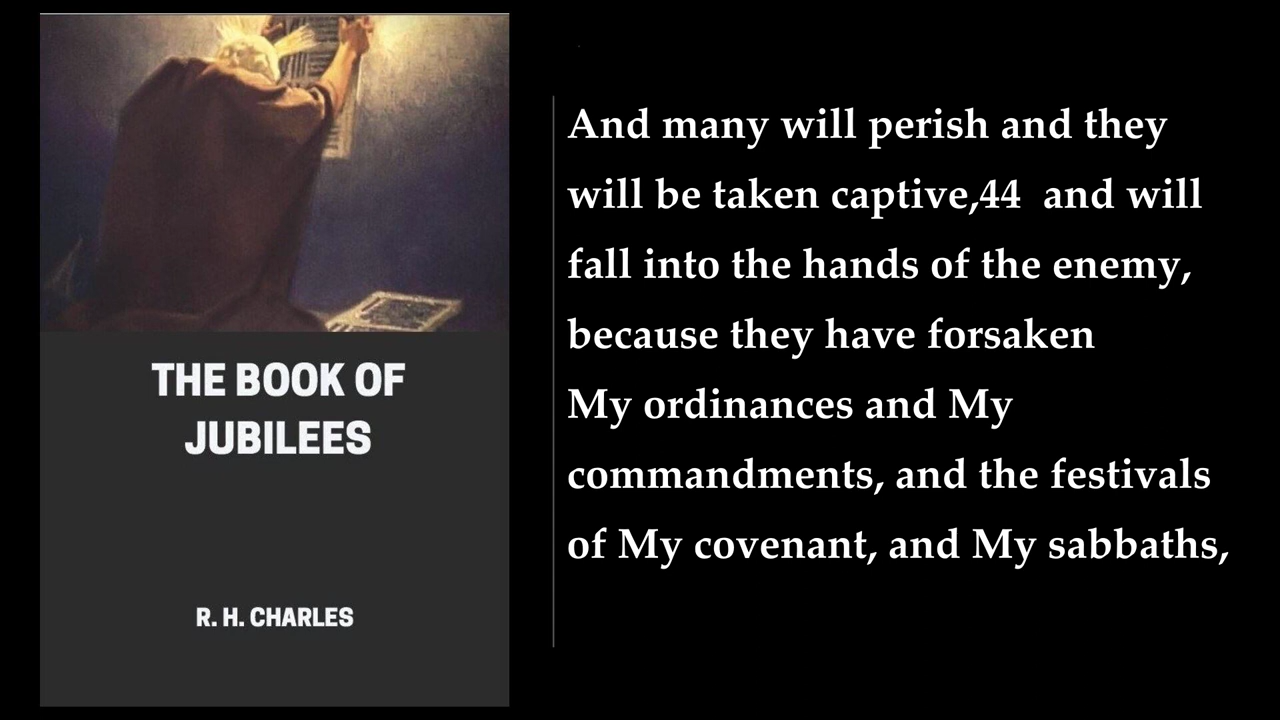 THE BOOK OF
JUBILEES
R. H. CHARLES
And many will perish and they
will be taken captive,44  and will
fall into the hands of the enemy,
because they have forsaken
My ordinances and My
commandments, and the festivals
of My covenant, and My sabbaths,